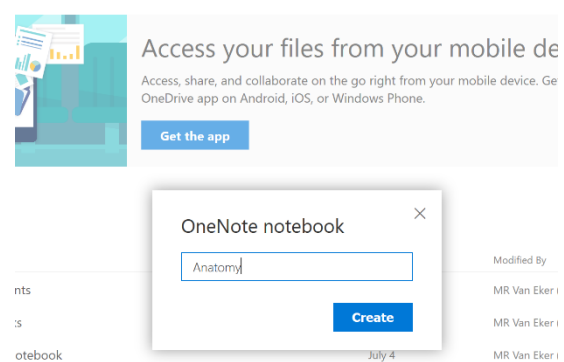 Access your files from your mobile de
Access, share, and collaborate on the go right from your mobile device. Ge
OneDrive app on Android, iOS, or Windows Phone.
Get the app
OneNote notebook
Anatomy
Create
Modified By
nts
MR Van Eker
ts
MR Van Eker
otebook
July 4
MR Van Eker